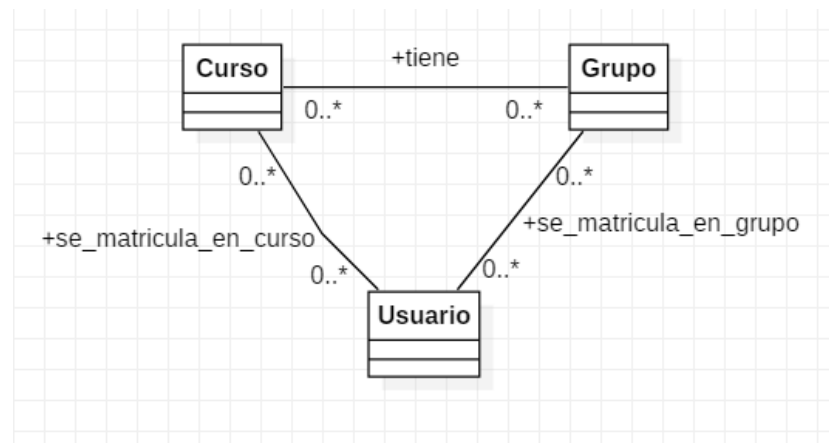 +tiene
Curso
Grupo
0..*
0..*
0..*
0..*
+se_matricula_en_grupo
+se_matricula_en_curso
0..*
0..*
Usuario